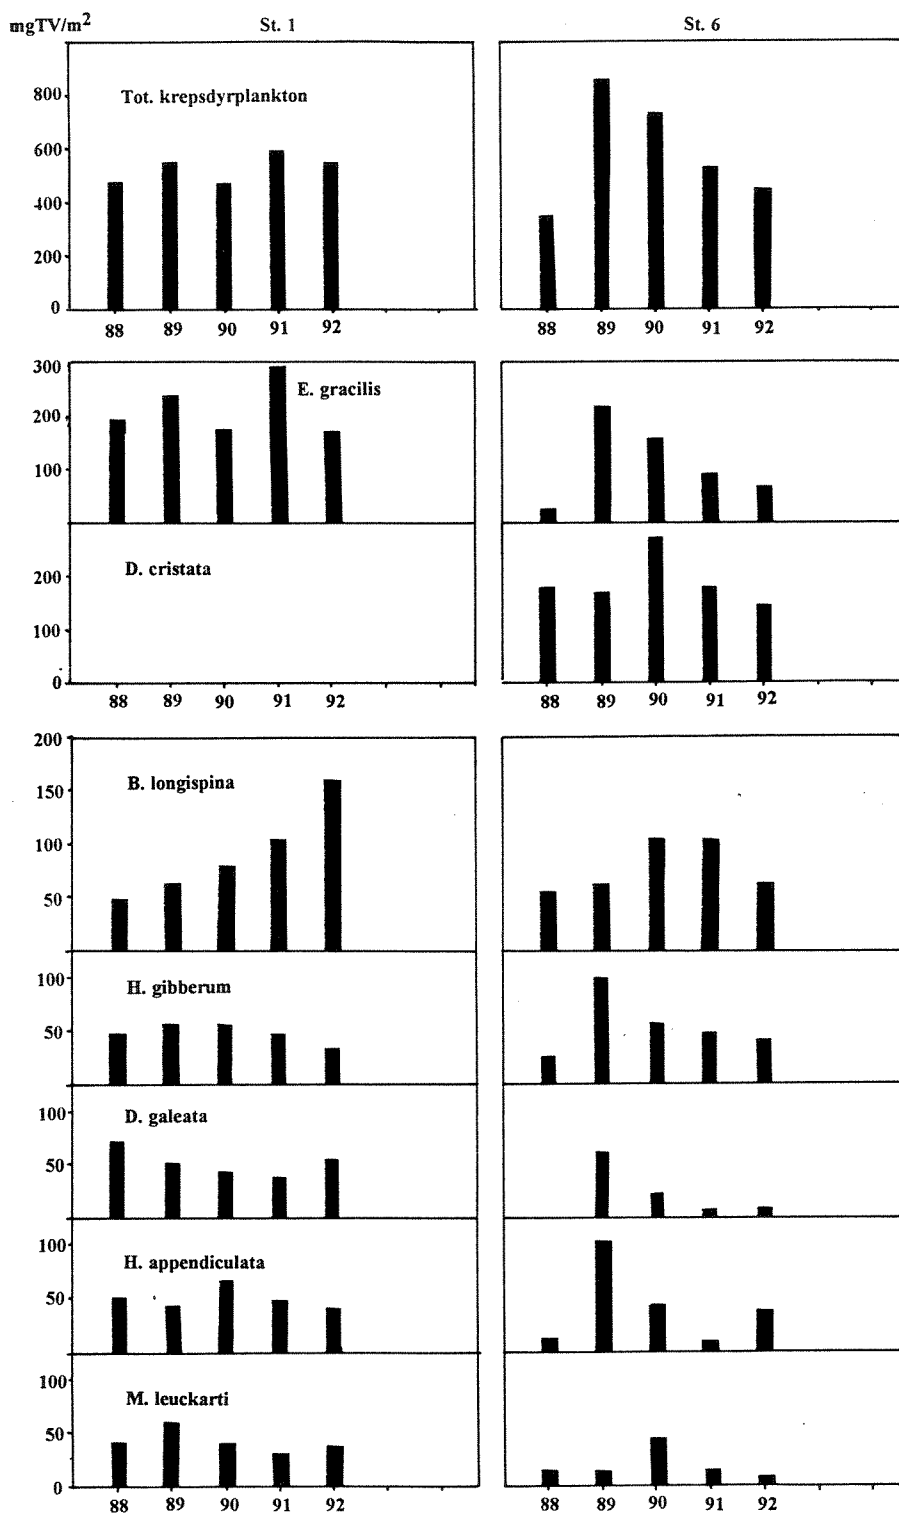 mgTV/m² St. 1 St. 6
800
Tot. krepsdyrplankton
600
400
200
0
88 89 90 91 92 88 89 90 91 92
300
E. gracilis
200
100
D. cristata
200
100
0
88 89 90 91 92 88 89 90 91 92
200
B. longispina
150
100
50
100
H. gibberum
50
100
D. galeata
50
100
H. appendiculata
50
100
M. leuckarti
50
0
88 89 90 91 92 88 89 90 91 92